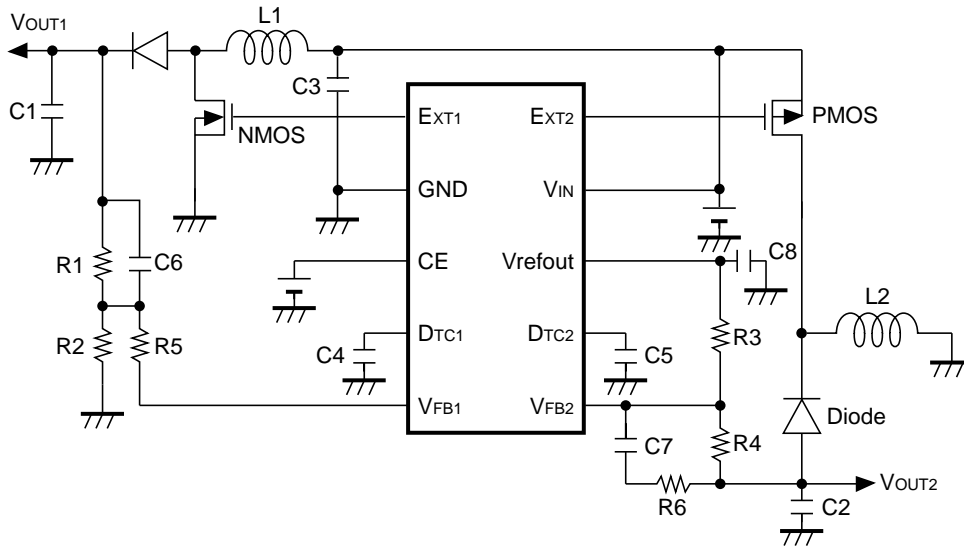 VOUT1
L1
C1
C3
NMOS
EXT1
EXT2
PMOS
GND
VIN
R1
C6
CE
Vrefout
C8
R2
R5
C4
DTC1
DTC2
C5
R3
L2
VFB1
VFB2
C7
R4
Diode
R6
C2
VOUT2